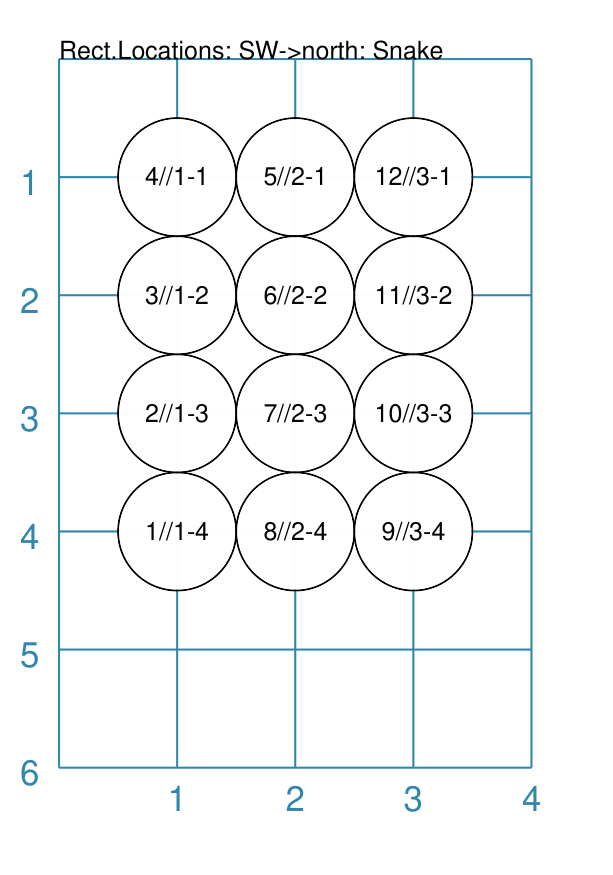 Rect.Locations: SW->north: Snake
1 4//1-1 5//2-1 12//3-1
2 3//1-2 6//2-2 11//3-2
3 2//1-3 7//2-3 10//3-3
4 1//1-4 8//2-4 9//3-4
5
6
1 2 3 4